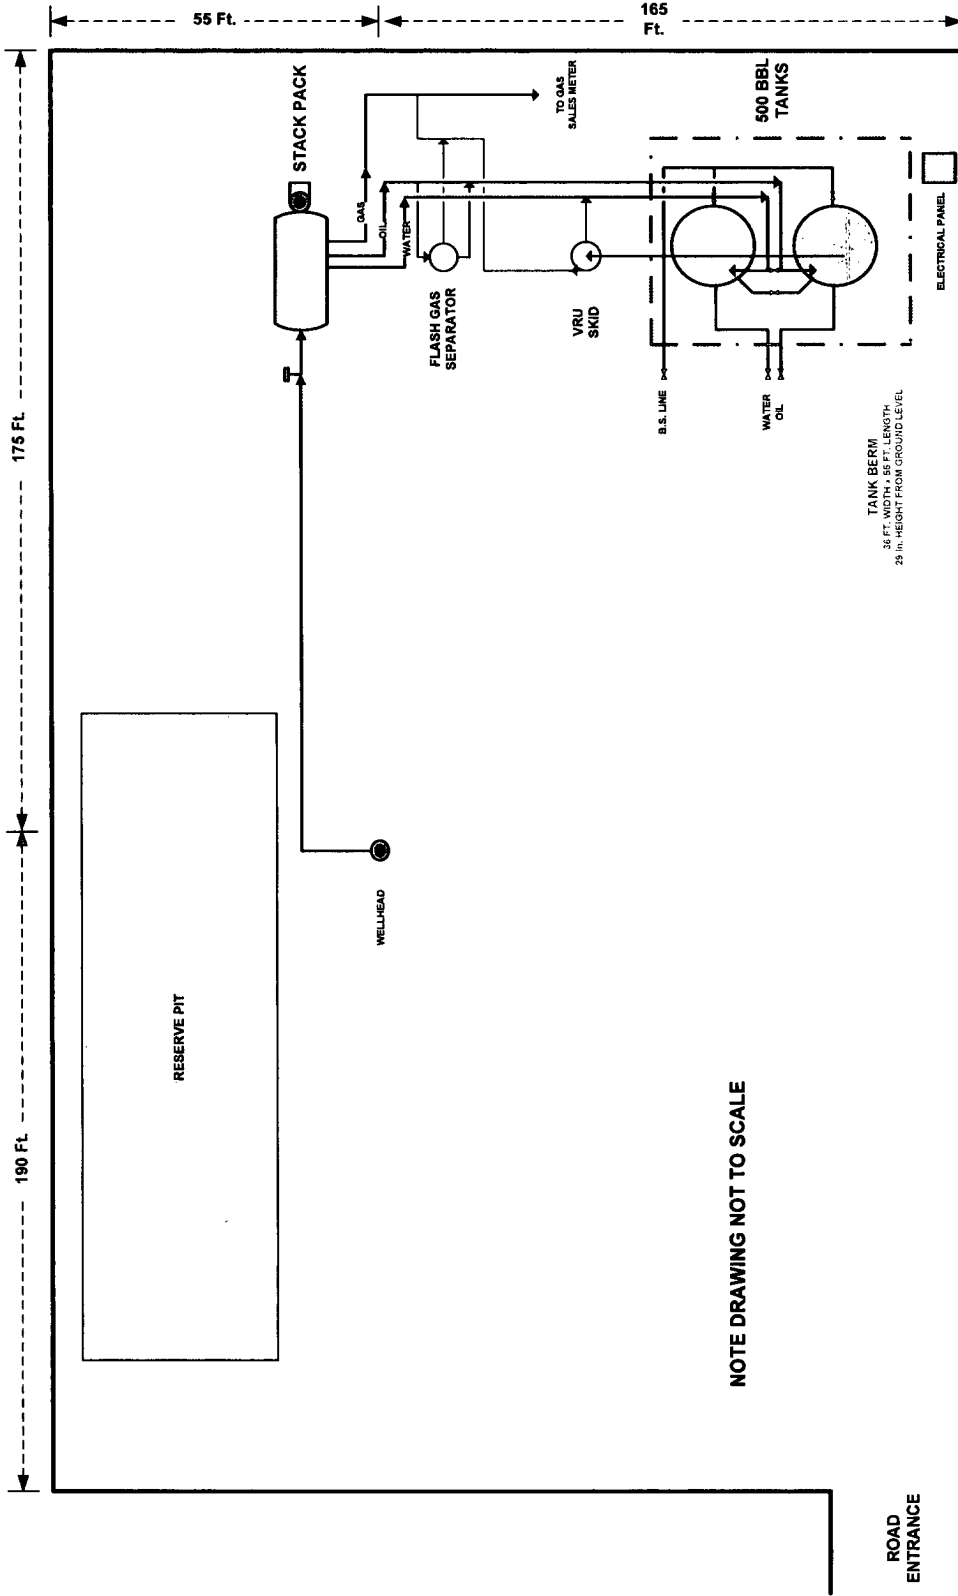 55 Ft.
165
Ft.
175 Ft.
190 Ft.
STACK PACK
GAS
OIL
WATER
TO GAS
SALES METER
FLASH GAS
SEPARATOR
VRU
SKID
500 BBL
TANKS
B.S. LINE
WATER
OIL
ELECTRICAL PANEL
TANK BERM
36 FT. WIDTH x 55 FT. LENGTH
29 In. HEIGHT FROM GROUND LEVEL
WELLHEAD
RESERVE PIT
NOTE DRAWING NOT TO SCALE
ROAD
ENTRANCE